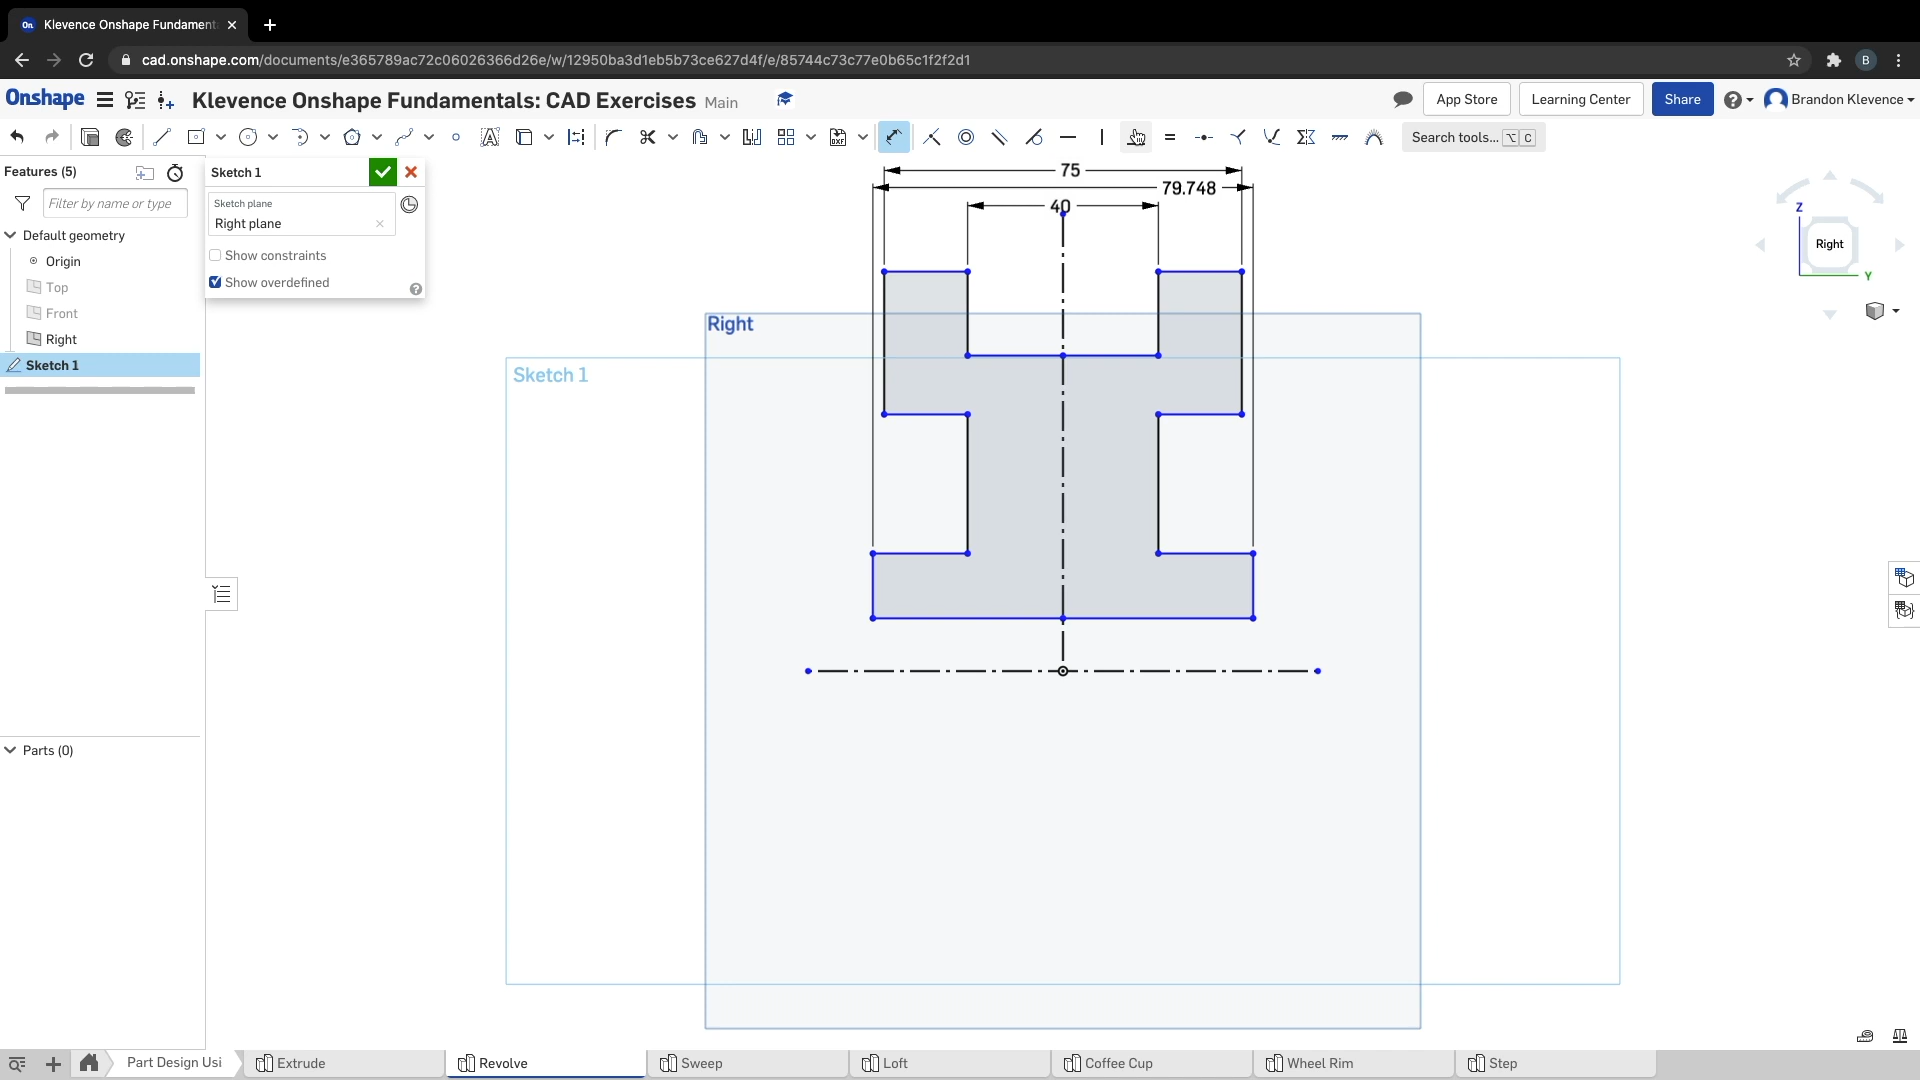 Klevence Onshape Fundament
cad.onshape.com/documents/e365789ac72c06026366d26e/w/12950ba3d1eb5b73ce627d4f/e/85744c73c77e0b65c1f2f2d1
B
Onshape
Klevence Onshape Fundamentals: CAD Exercises Main
App Store
Learning Center
Share
Brandon Klevence
Search tools... ⌥ C
Features (5)
Filter by name or type
Default geometry
Origin
Top
Front
Right
Sketch 1
Parts (0)
Sketch 1
Sketch plane
Right plane
Show constraints
Show overdefined
75
79.748
40
Right
Sketch 1
Z
Right
Y
Part Design Usi
Extrude
Revolve
Sweep
Loft
Coffee Cup
Wheel Rim
Step